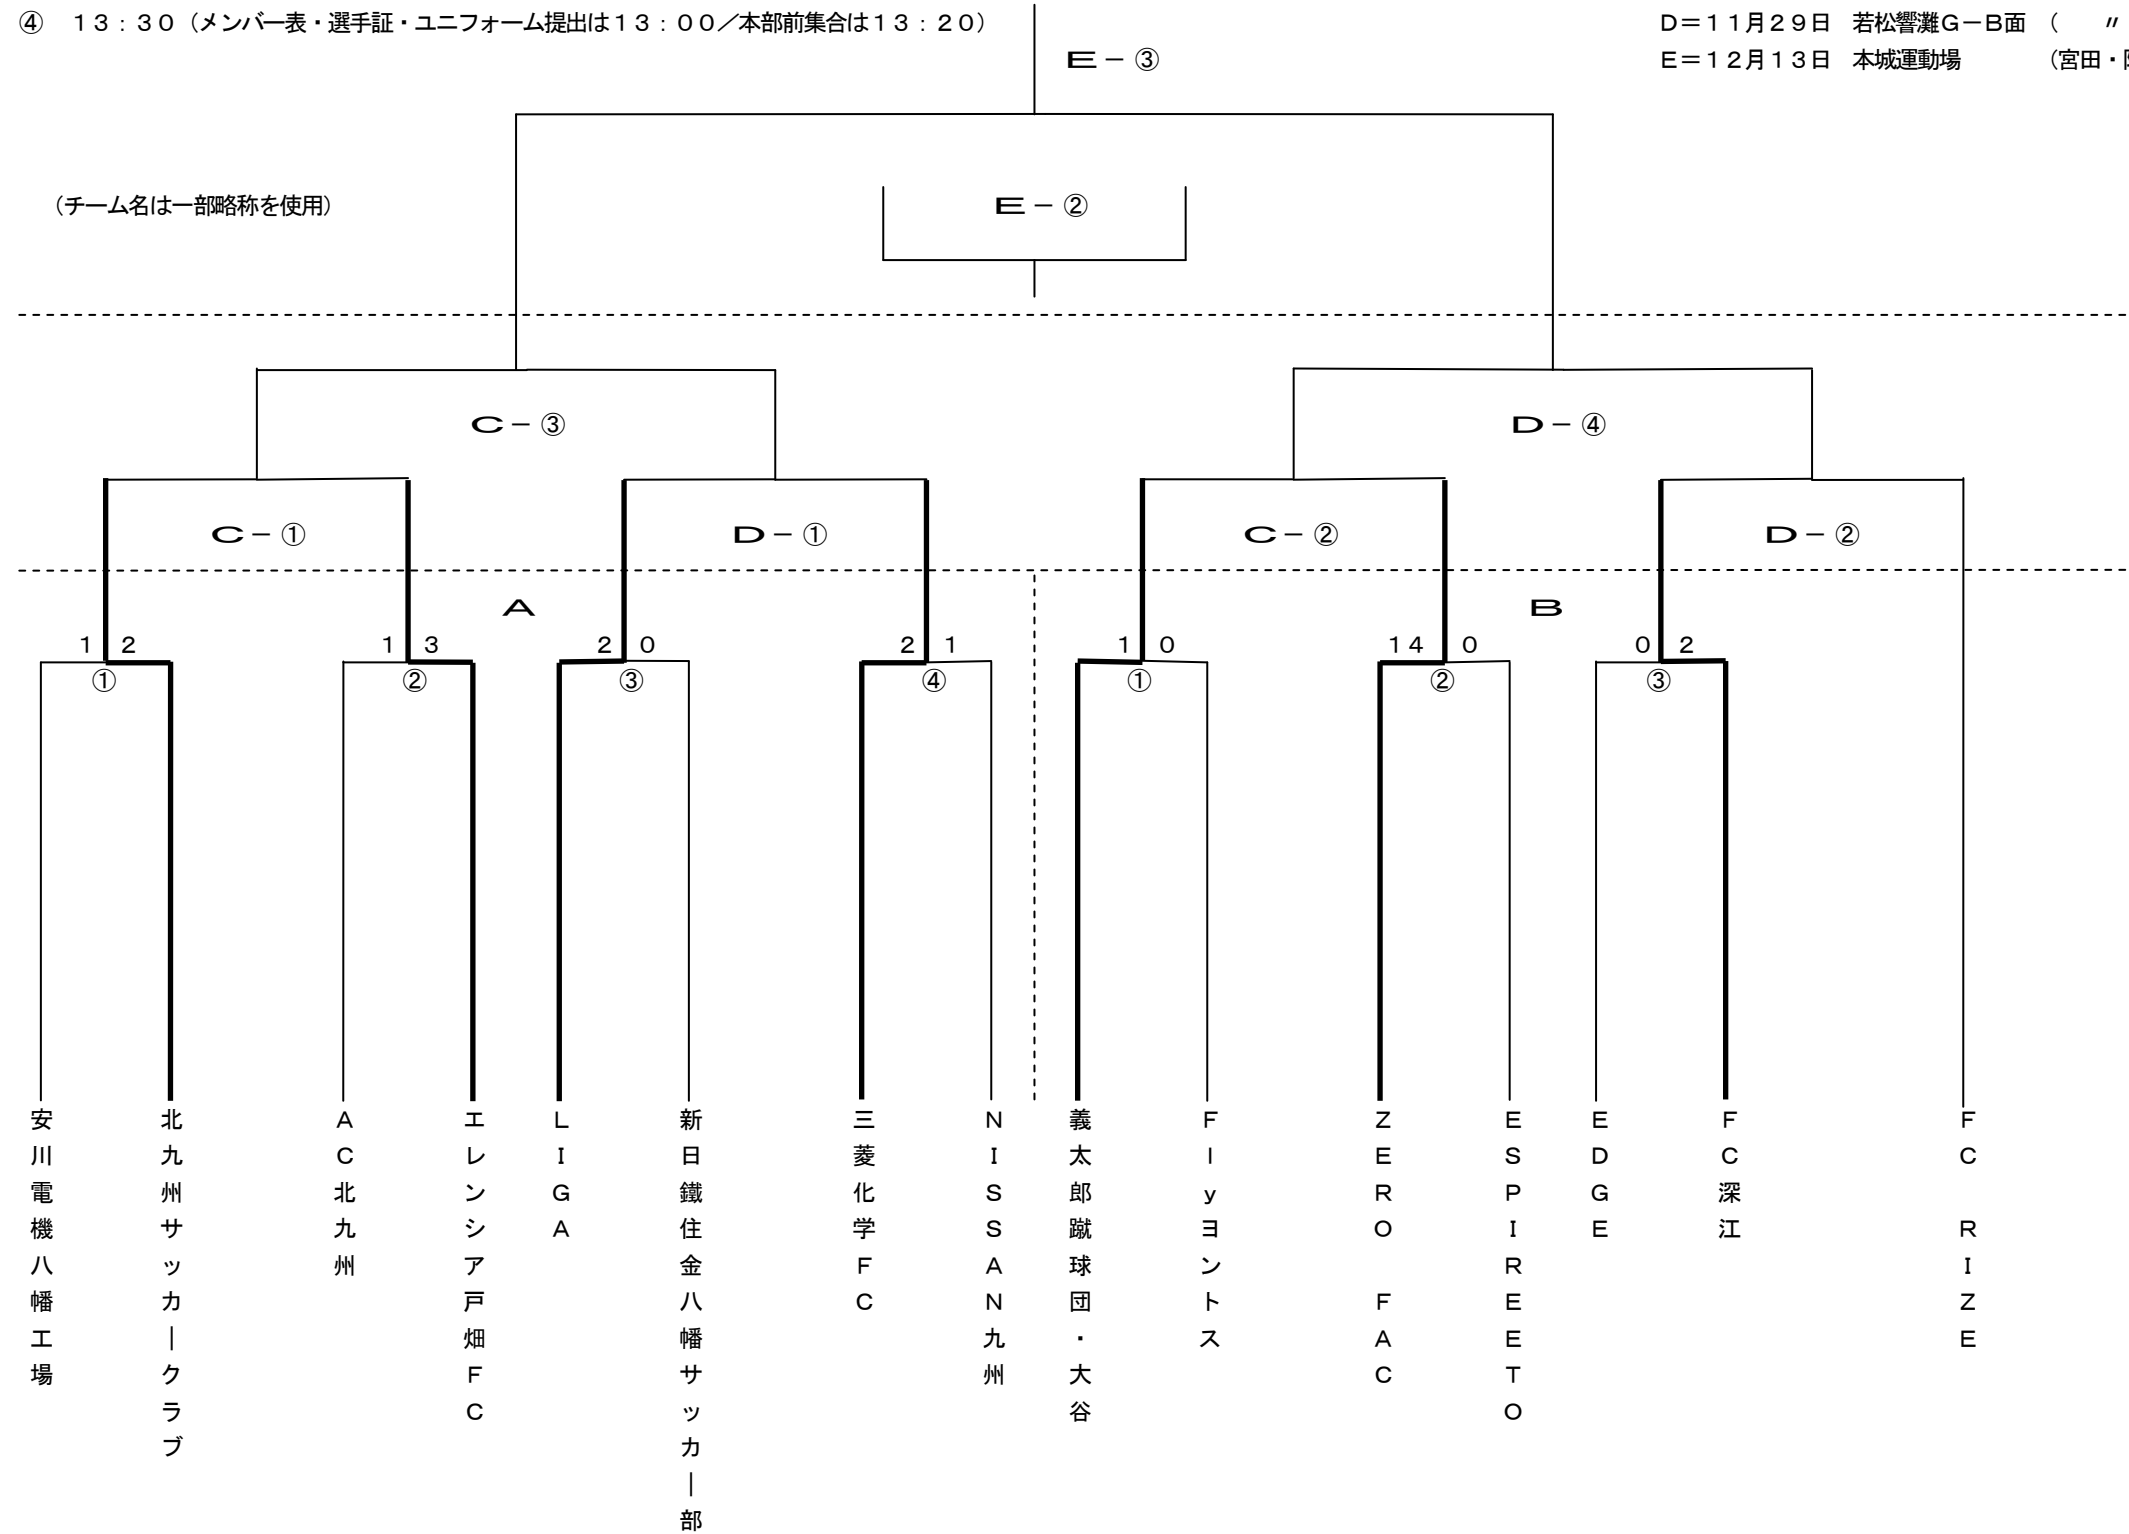 ④　１３：３０（メンバー表・選手証・ユニフォーム提出は１３：００／本部前集合は１３：２０）
Ｄ＝１１月２９日　若松響灘Ｇ－Ｂ面　（　　〃
Ｅ＝１２月１３日　本城運動場　　　　（宮田・
Ｅ－③
（チーム名は一部略称を使用）
Ｅ－②
Ｃ－③
Ｄ－④
Ｃ－①
Ｄ－①
Ｃ－②
Ｄ－②
Ａ
Ｂ
１ ２
１ ３
２ ０
２ １
１ ０
１４ ０
０ ２
①
②
③
④
①
②
③
安川電機八幡工場
北九州サッカークラブ
ＡＣ北九州
エレンシア戸畑ＦＣ
ＬＩＧＡ
新日鐵住金八幡サッカー部
三菱化学ＦＣ
ＮＩＳＳＡＮ九州
義太郎蹴球団・大谷
Ｆｌｙヨントス
ＺＥＲＯ　ＦＡＣ
ＥＳＰＩＲＥＥＴＯ
ＥＤＧＥ
ＦＣ深江
ＦＣ　ＲＩＺＥ